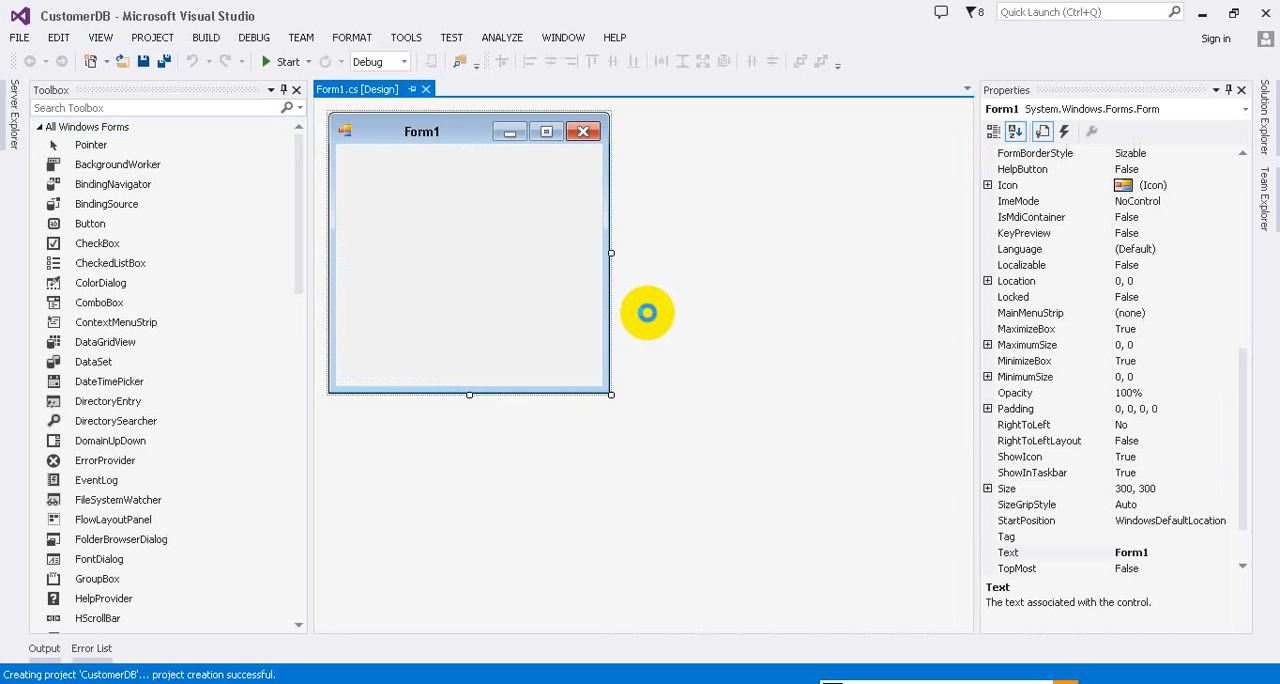 CustomerDB - Microsoft Visual Studio
8
Quick Launch (Ctrl+Q)
FILE EDIT VIEW PROJECT BUILD DEBUG TEAM FORMAT TOOLS TEST ANALYZE WINDOW HELP
Sign in
Start
Debug
Server Explorer
Toolbox
Search Toolbox
All Windows Forms
Pointer
BackgroundWorker
BindingNavigator
BindingSource
Button
CheckBox
CheckedListBox
ColorDialog
ComboBox
ContextMenuStrip
DataGridView
DataSet
DateTimePicker
DirectoryEntry
DirectorySearcher
DomainUpDown
ErrorProvider
EventLog
FileSystemWatcher
FlowLayoutPanel
FolderBrowserDialog
FontDialog
GroupBox
HelpProvider
HScrollBar
Form1.cs [Design]
Form1
Properties
Form1 System.Windows.Forms.Form
FormBorderStyle Sizable
HelpButton False
Icon (Icon)
ImeMode NoControl
IsMdiContainer False
KeyPreview False
Language (Default)
Localizable False
Location 0, 0
Locked False
MainMenuStrip (none)
MaximizeBox True
MaximumSize 0, 0
MinimizeBox True
MinimumSize 0, 0
Opacity 100%
Padding 0, 0, 0, 0
RightToLeft No
RightToLeftLayout False
ShowIcon True
ShowInTaskbar True
Size 300, 300
SizeGripStyle Auto
StartPosition WindowsDefaultLocation
Tag
Text Form1
TopMost False
Text
The text associated with the control.
Solution Explorer
Team Explorer
Output Error List
Creating project 'CustomerDB'... project creation successful.